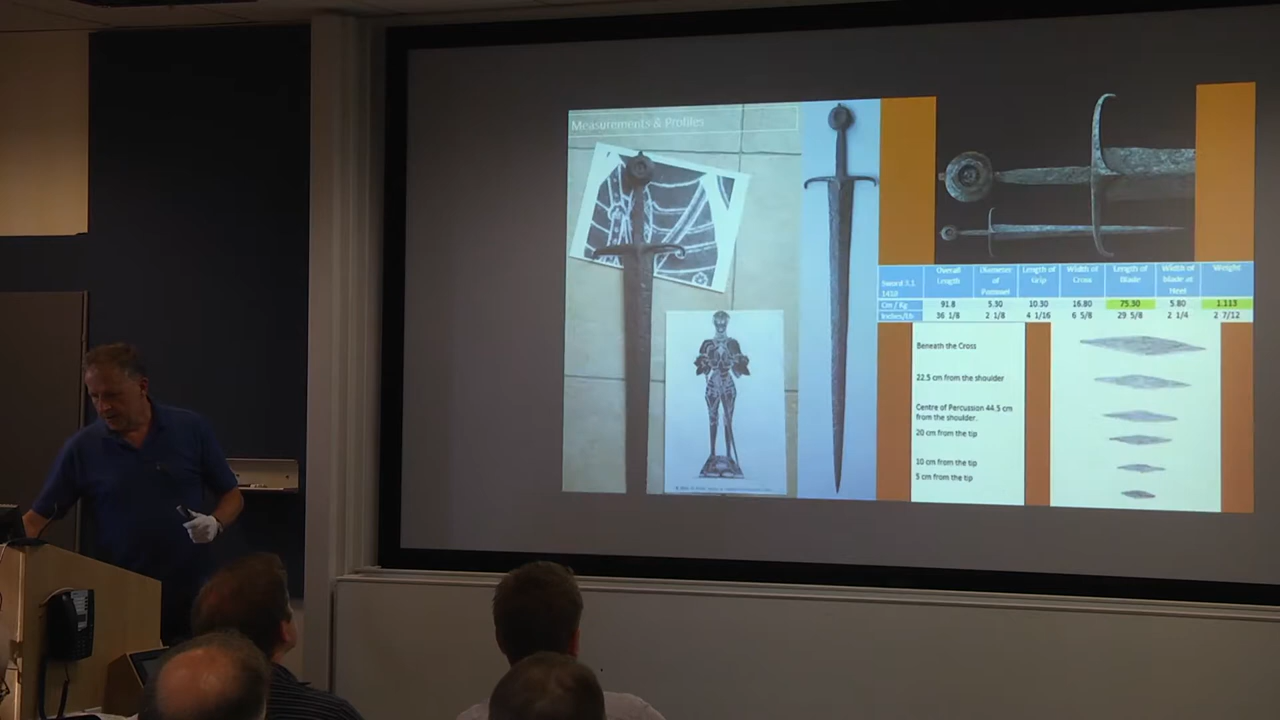 Measurements & Profiles
Sword 3.1. 1410
Overall Length
Diameter of Pommel
Length of Grip
Width of Cross
Length of Blade
Width of blade at Heel
Weight
Cm / Kg 91.8 5.30 10.30 16.80 75.30 5.80 1.113
Inches/Lb 36 1/8 2 1/8 4 1/16 6 5/8 29 5/8 2 1/4 2 7/12
Beneath the Cross
22.5 cm from the shoulder
Centre of Percussion 44.5 cm
from the shoulder.
20 cm from the tip
10 cm from the tip
5 cm from the tip